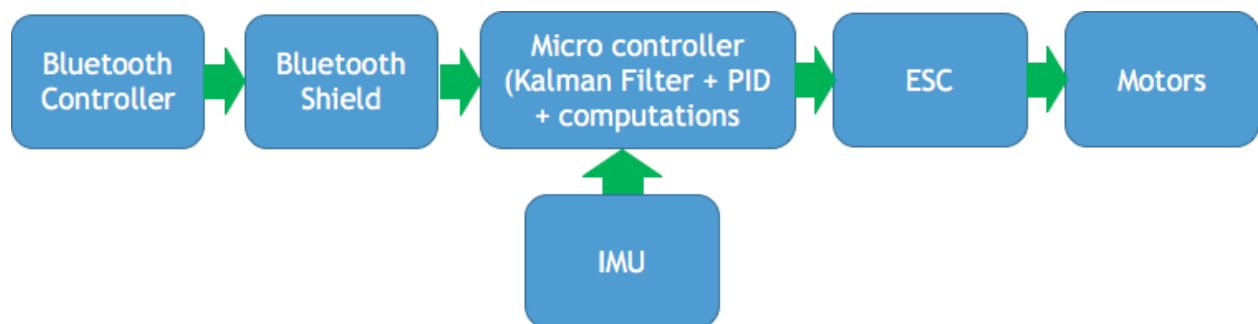 Bluetooth
Controller
Bluetooth
Shield
Micro controller
(Kalman Filter + PID
+ computations
ESC
Motors
IMU